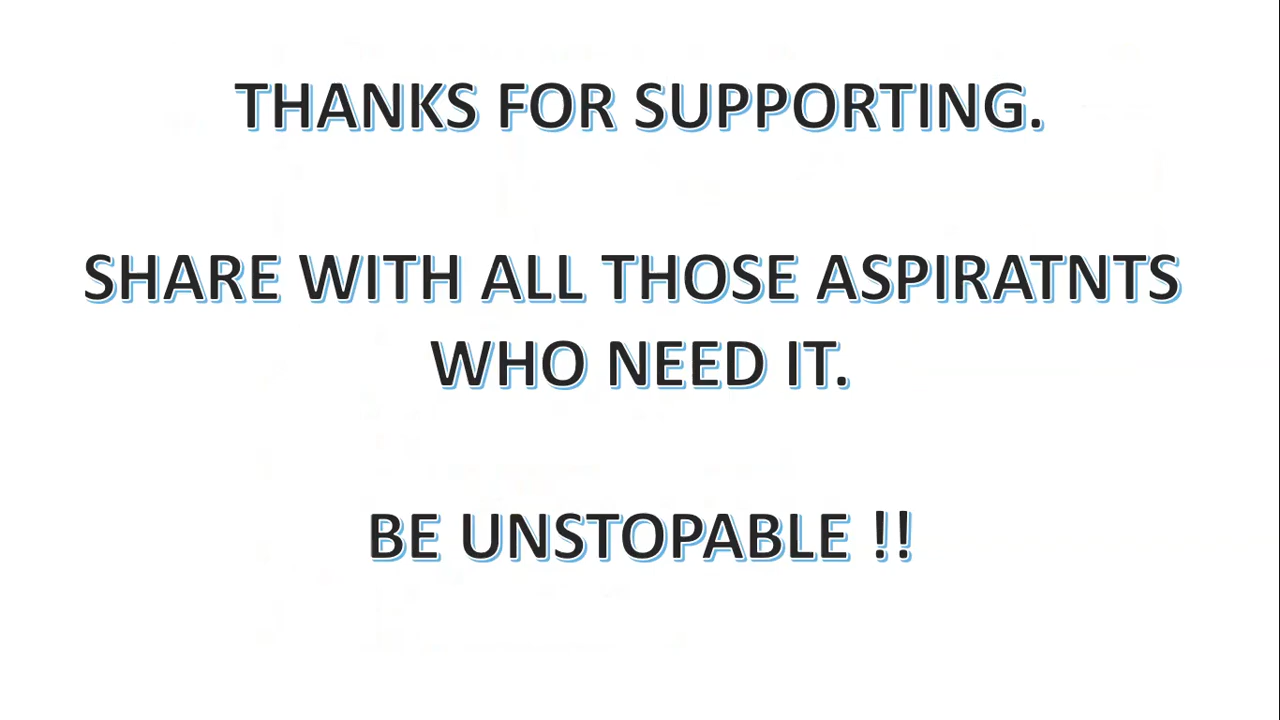 THANKS FOR SUPPORTING.
SHARE WITH ALL THOSE ASPIRATNTS
WHO NEED IT.
BE UNSTOPABLE !!